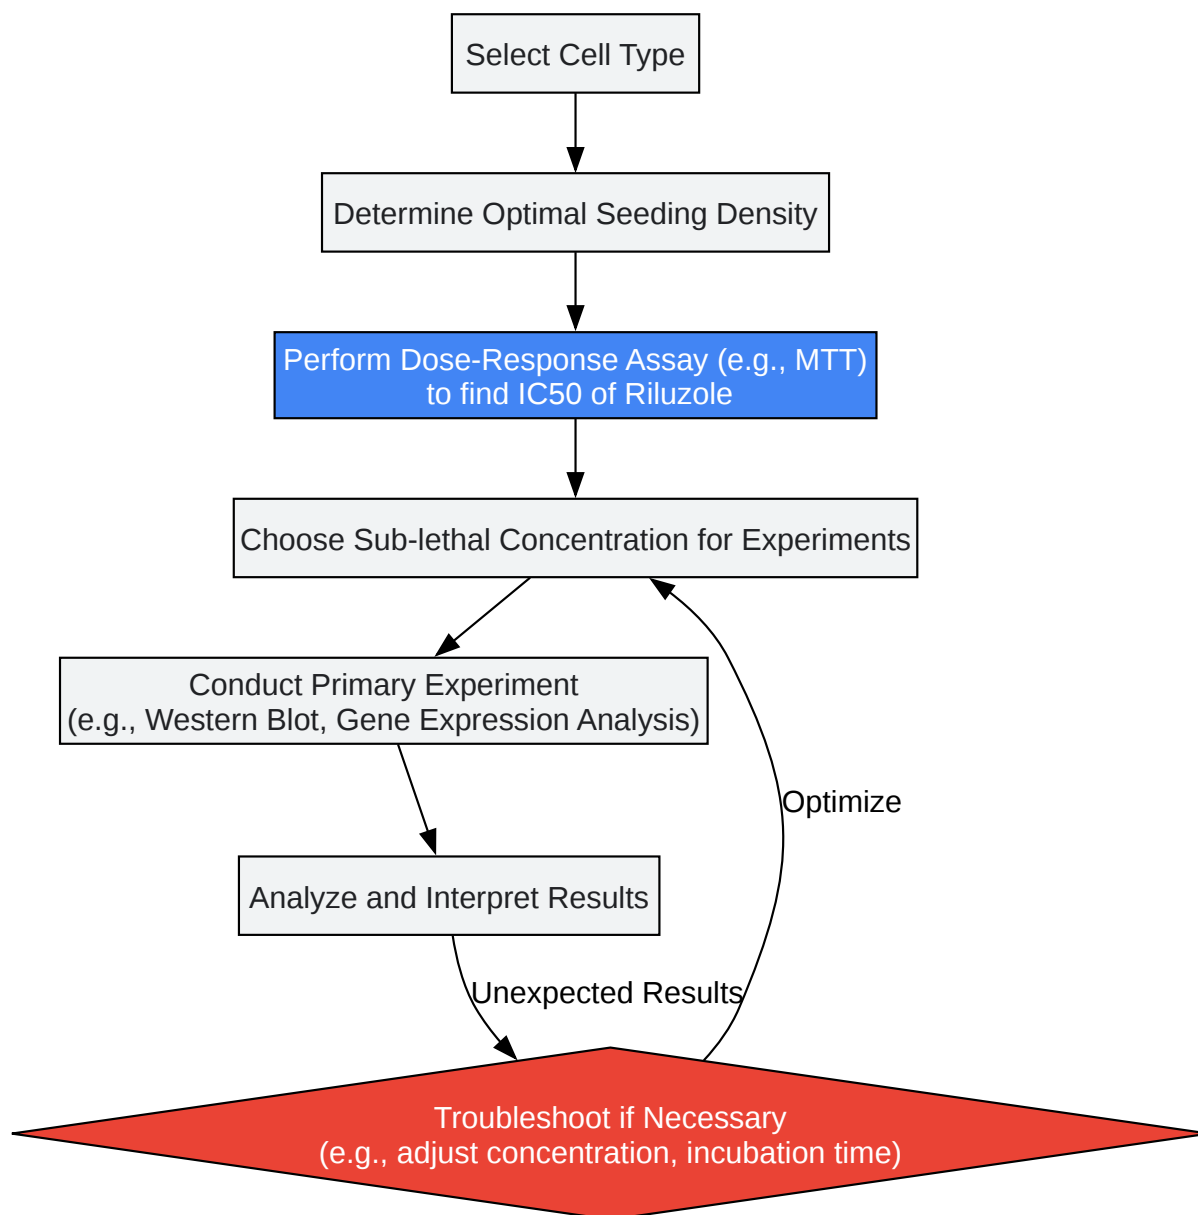 Select Cell Type
Determine Optimal Seeding Density
Perform Dose-Response Assay (e.g., MTT)
to find IC50 of Riluzole
Choose Sub-lethal Concentration for Experiments
Conduct Primary Experiment
(e.g., Western Blot, Gene Expression Analysis)
Optimize
Analyze and Interpret Results
Unexpected Results
Troubleshoot if Necessary
(e.g., adjust concentration, incubation time)